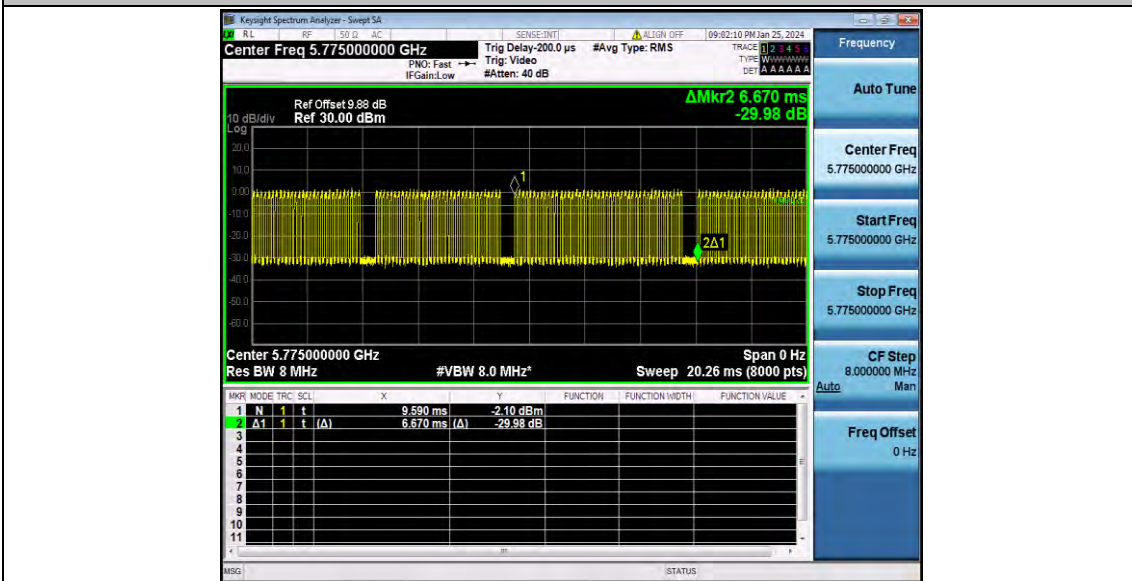 Keysight Spectrum Analyzer - Swept SA
RL RF 50 Ω AC SENSE:INT ALIGN OFF 09:02:10 PM Jan 25, 2024
Center Freq 5.775000000 GHz Trig Delay-200.0 µs #Avg Type: RMS TRACE 1 2 3 4 5 6
PNO: Fast Trig: Video TYPE WWWWWW
IFGain:Low #Atten: 40 dB DET A A A A A A
ΔMkr2 6.670 ms
Ref Offset 9.88 dB -29.98 dB
10 dB/div Ref 30.00 dBm
Log
20.0
10.0
0.00
-10.0
-20.0
-30.0
-40.0
-50.0
-60.0
1
2Δ1
Center 5.775000000 GHz Span 0 Hz
Res BW 8 MHz #VBW 8.0 MHz* Sweep 20.26 ms (8000 pts)
MKR MODE TRC SCL X Y FUNCTION FUNCTION WIDTH FUNCTION VALUE
1 N 1 t 9.590 ms -2.10 dBm
2 Δ1 1 t (Δ) 6.670 ms (Δ) -29.98 dB
3
4
5
6
7
8
9
10
11
MSG STATUS
Frequency
Auto Tune
Center Freq
5.775000000 GHz
Start Freq
5.775000000 GHz
Stop Freq
5.775000000 GHz
CF Step
8.000000 MHz
Auto Man
Freq Offset
0 Hz